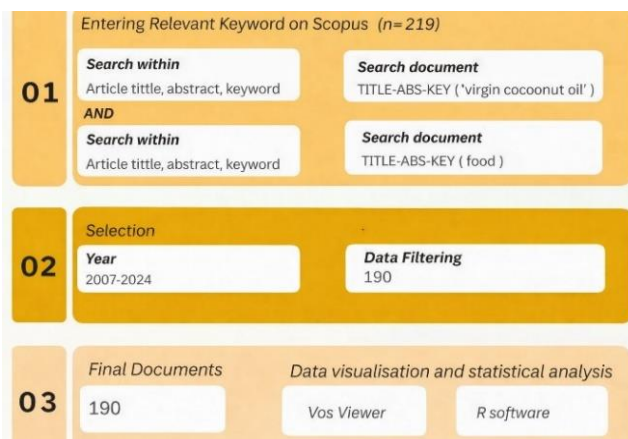 Entering Relevant Keyword on Scopus (n=219)
01
Search within
Article tittle, abstract, keyword
Search document
TITLE-ABS-KEY ('virgin cocoonut oil' )
AND
Search within
Article tittle, abstract, keyword
Search document
TITLE-ABS-KEY ( food )
02
Selection
Year
2007-2024
Data Filtering
190
03
Final Documents
190
Data visualisation and statistical analysis
Vos Viewer
R software